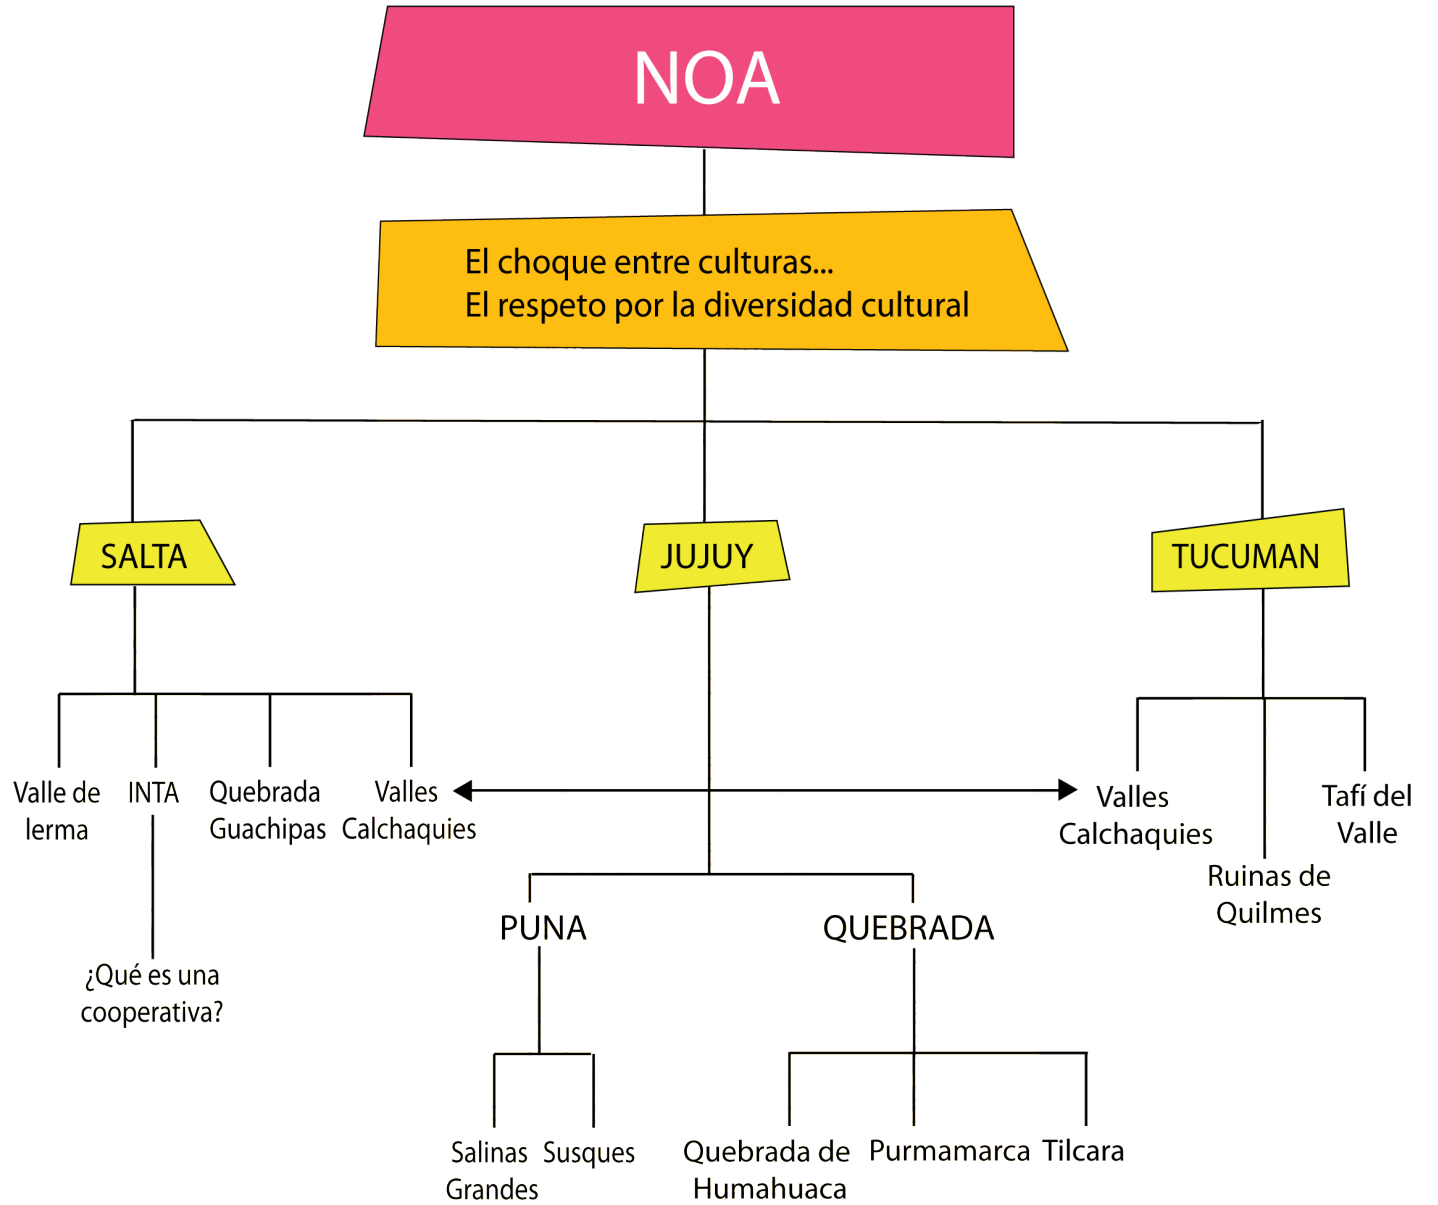 NOA
El choque entre culturas...
El respeto por la diversidad cultural
SALTA
JUJUY
TUCUMAN
Valle de
lerma
INTA
Quebrada
Guachipas
Valles
Calchaquies
Valles
Calchaquies
Tafí del
Valle
Ruinas de
Quilmes
¿Qué es una
cooperativa?
PUNA
QUEBRADA
Salinas
Grandes
Susques
Quebrada de
Humahuaca
Purmamarca
Tilcara